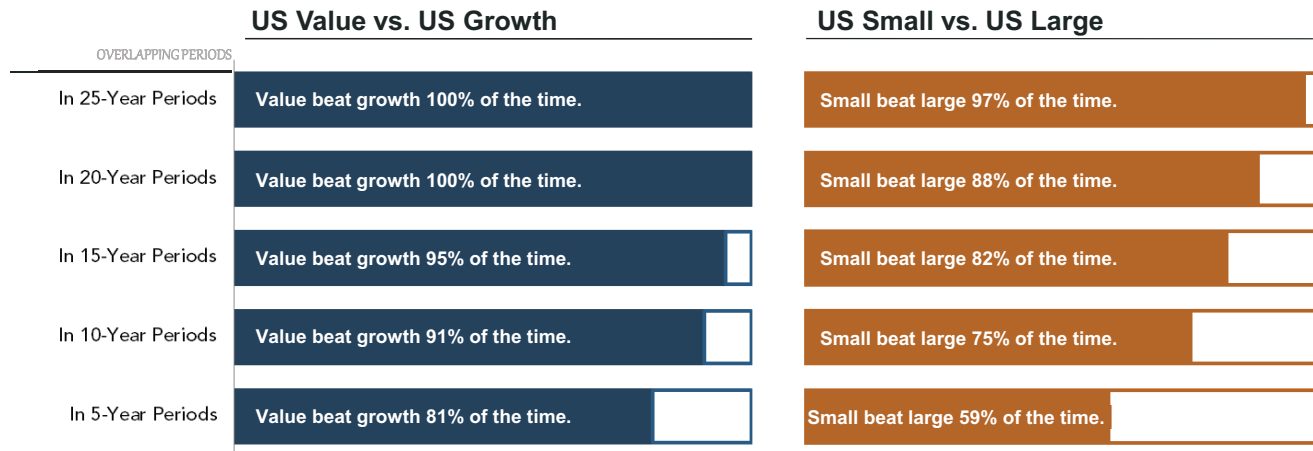 US Value vs. US Growth
US Small vs. US Large
OVERLAPPING PERIODS
In 25-Year Periods
Value beat growth 100% of the time.
Small beat large 97% of the time.
In 20-Year Periods
Value beat growth 100% of the time.
Small beat large 88% of the time.
In 15-Year Periods
Value beat growth 95% of the time.
Small beat large 82% of the time.
In 10-Year Periods
Value beat growth 91% of the time.
Small beat large 75% of the time.
In 5-Year Periods
Value beat growth 81% of the time.
Small beat large 59% of the time.